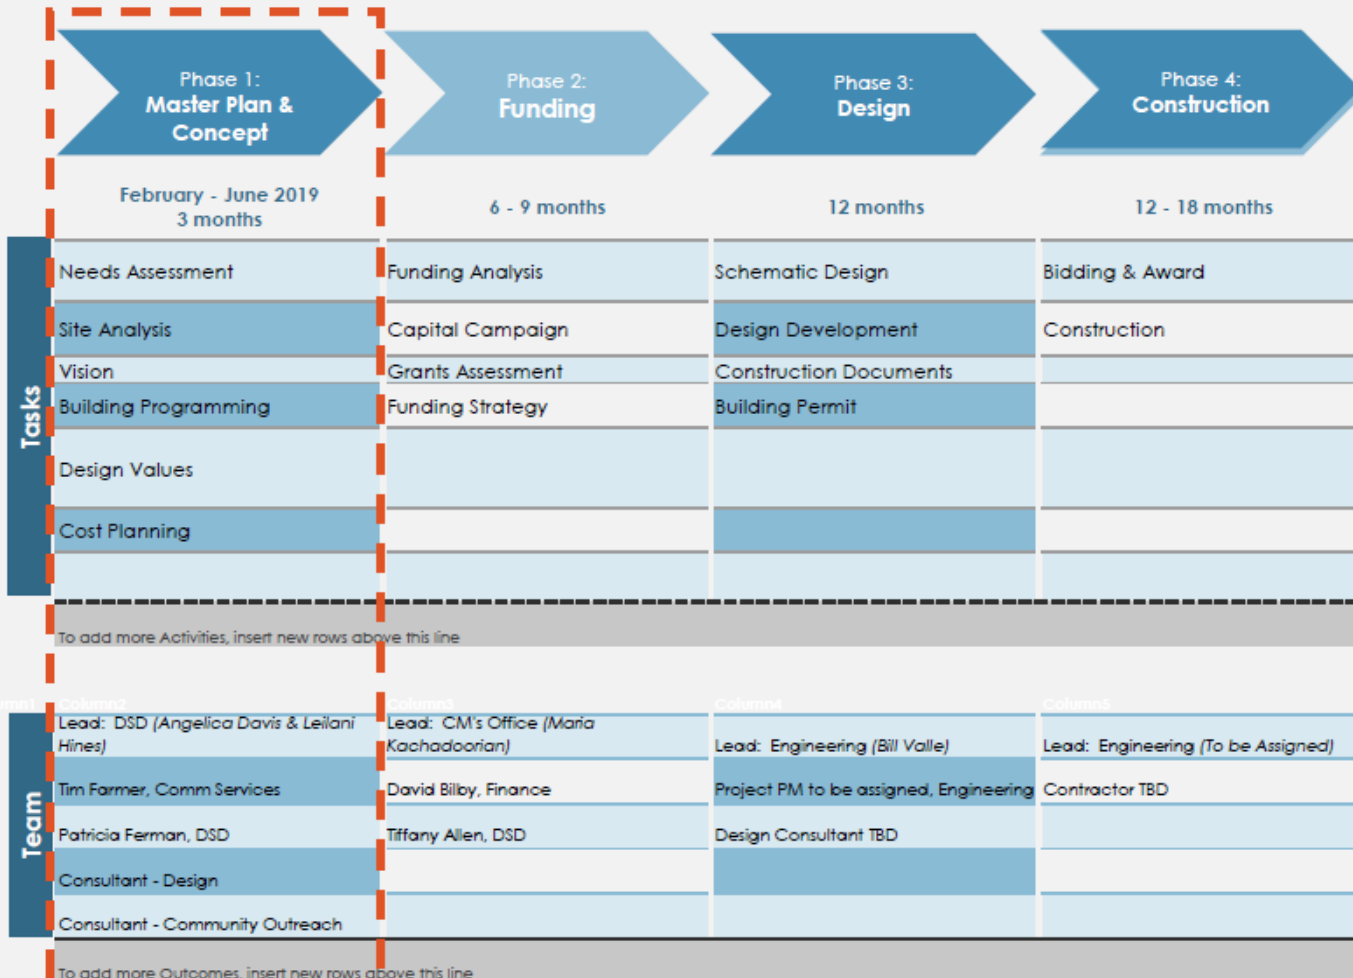 Phase 1:
Master Plan &
Concept
Phase 2:
Funding
Phase 3:
Design
Phase 4:
Construction
February - June 2019
3 months
6 - 9 months
12 months
12 - 18 months
Tasks
Needs Assessment
Funding Analysis
Schematic Design
Bidding & Award
Site Analysis
Capital Campaign
Design Development
Construction
Vision
Grants Assessment
Construction Documents
Building Programming
Funding Strategy
Building Permit
Design Values
Cost Planning
To add more Activities, insert new rows above this line
umn1
Column2
Column3
Column4
Column5
Team
Lead: DSD (Angelica Davis & Leilani
Hines)
Lead: CM's Office (Maria
Kachadoorian)
Lead: Engineering (Bill Valle)
Lead: Engineering (To be Assigned)
Tim Farmer, Comm Services
David Bilby, Finance
Project PM to be assigned, Engineering
Contractor TBD
Patricia Ferman, DSD
Tiffany Allen, DSD
Design Consultant TBD
Consultant - Design
Consultant - Community Outreach
To add more Outcomes, insert new rows above this line